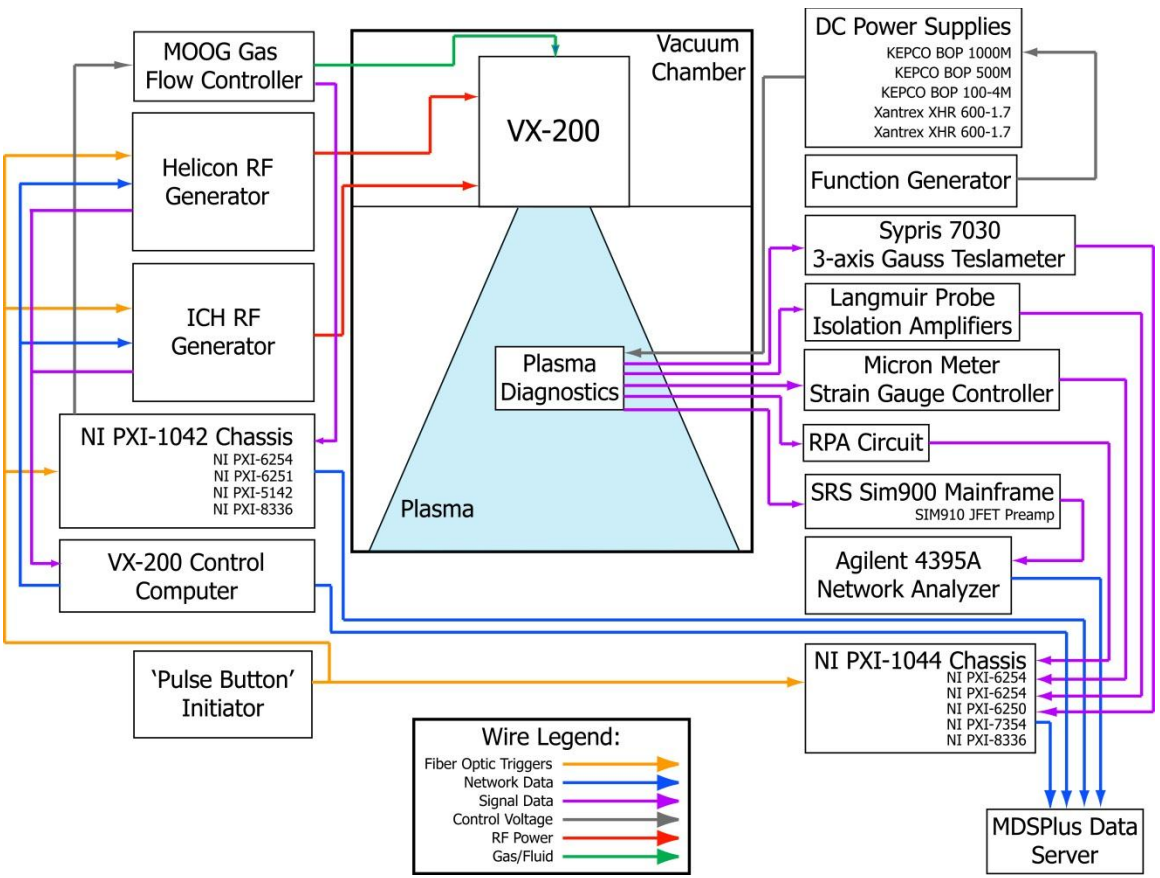 MOOG Gas
Flow Controller
Helicon RF
Generator
ICH RF
Generator
NI PXI-1042 Chassis
NI PXI-6254
NI PXI-6251
NI PXI-5142
NI PXI-8336
VX-200 Control
Computer
‘Pulse Button’
Initiator
Vacuum
Chamber
VX-200
Plasma
Diagnostics
Plasma
DC Power Supplies
KEPCO BOP 1000M
KEPCO BOP 500M
KEPCO BOP 100-4M
Xantrex XHR 600-1.7
Xantrex XHR 600-1.7
Function Generator
Sypris 7030
3-axis Gauss Teslameter
Langmuir Probe
Isolation Amplifiers
Micron Meter
Strain Gauge Controller
RPA Circuit
SRS Sim900 Mainframe
SIM910 JFET Preamp
Agilent 4395A
Network Analyzer
NI PXI-1044 Chassis
NI PXI-6254
NI PXI-6254
NI PXI-6250
NI PXI-7354
NI PXI-8336
MDSPlus Data
Server
Wire Legend:
Fiber Optic Triggers
Network Data
Signal Data
Control Voltage
RF Power
Gas/Fluid